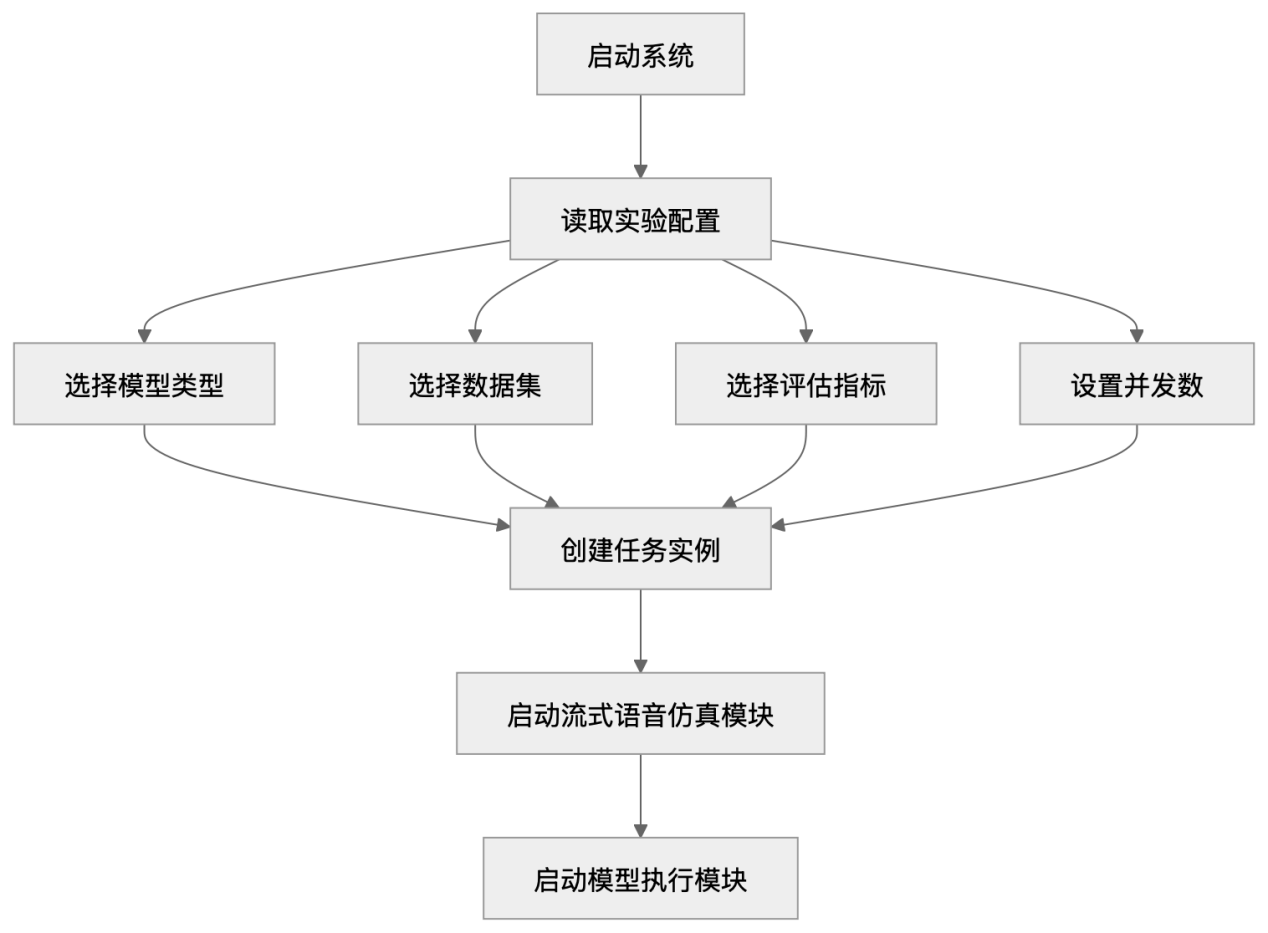 启动系统
读取实验配置
选择模型类型
选择数据集
选择评估指标
设置并发数
创建任务实例
启动流式语音仿真模块
启动模型执行模块